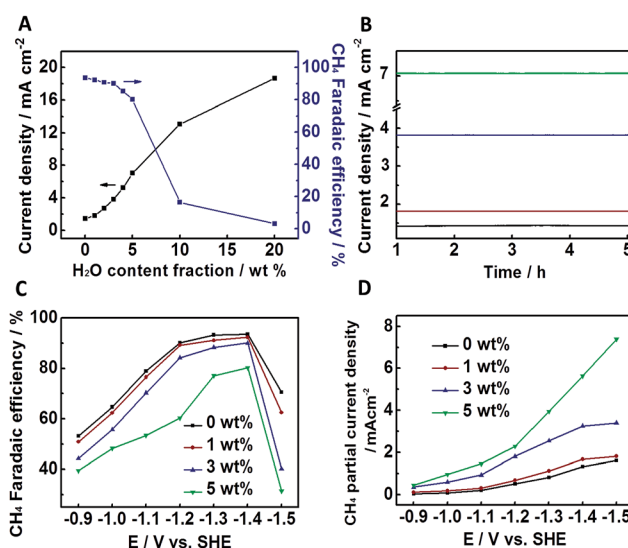 A
Current density / mA cm⁻²
20
16
12
8
4
0
100
90
80
70
60
50
40
30
20
10
0
CH₄ Faradaic efficiency / %
0
5
10
15
20
H₂O content fraction / wt %
B
Current density / mA cm⁻²
7
4
3
2
1
2
3
4
5
Time / h
C
CH₄ Faradaic efficiency / %
100
80
60
40
0 wt%
1 wt%
3 wt%
5 wt%
-0.9
-1.0
-1.1
-1.2
-1.3
-1.4
-1.5
E / V vs. SHE
D
CH₄ partial current density
/ mAcm⁻²
8
6
4
2
0
0 wt%
1 wt%
3 wt%
5 wt%
-0.9
-1.0
-1.1
-1.2
-1.3
-1.4
-1.5
E / V vs. SHE